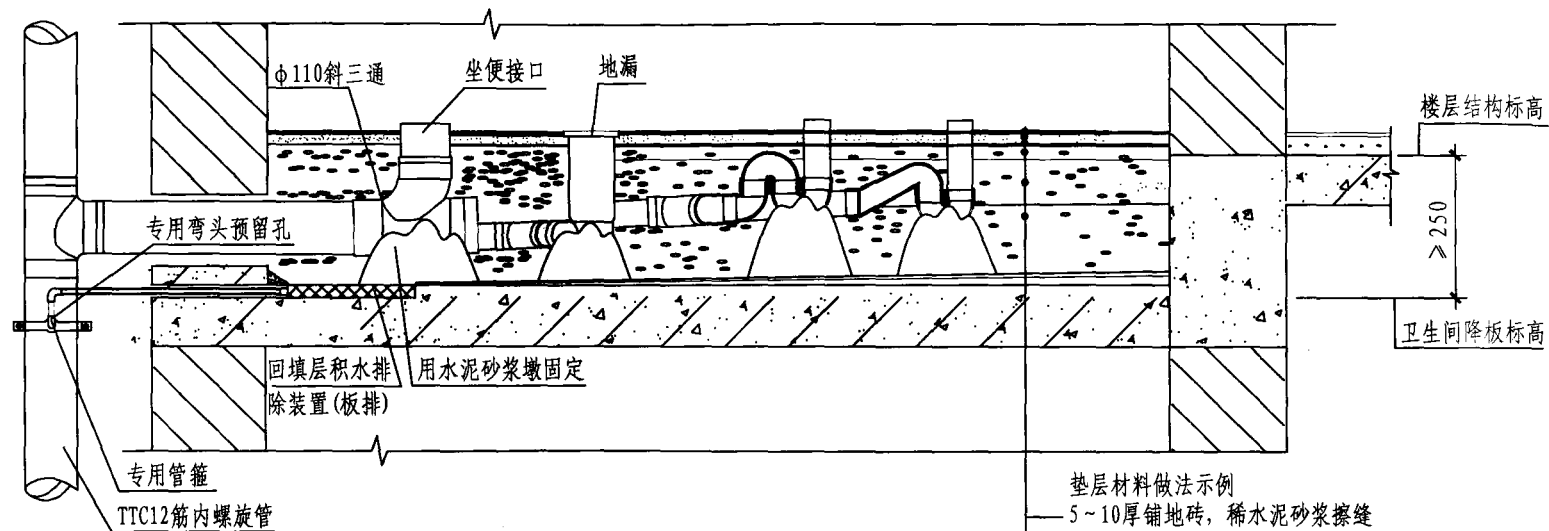 φ110斜三通
坐便接口
地漏
楼层结构标高
专用弯头预留孔
≥250
卫生间降板标高
回填层积水排
除装置(板排)
用水泥砂浆墩固定
专用管箍
TTC12筋内螺旋管
垫层材料做法示例
5~10厚铺地砖，稀水泥砂浆擦缝